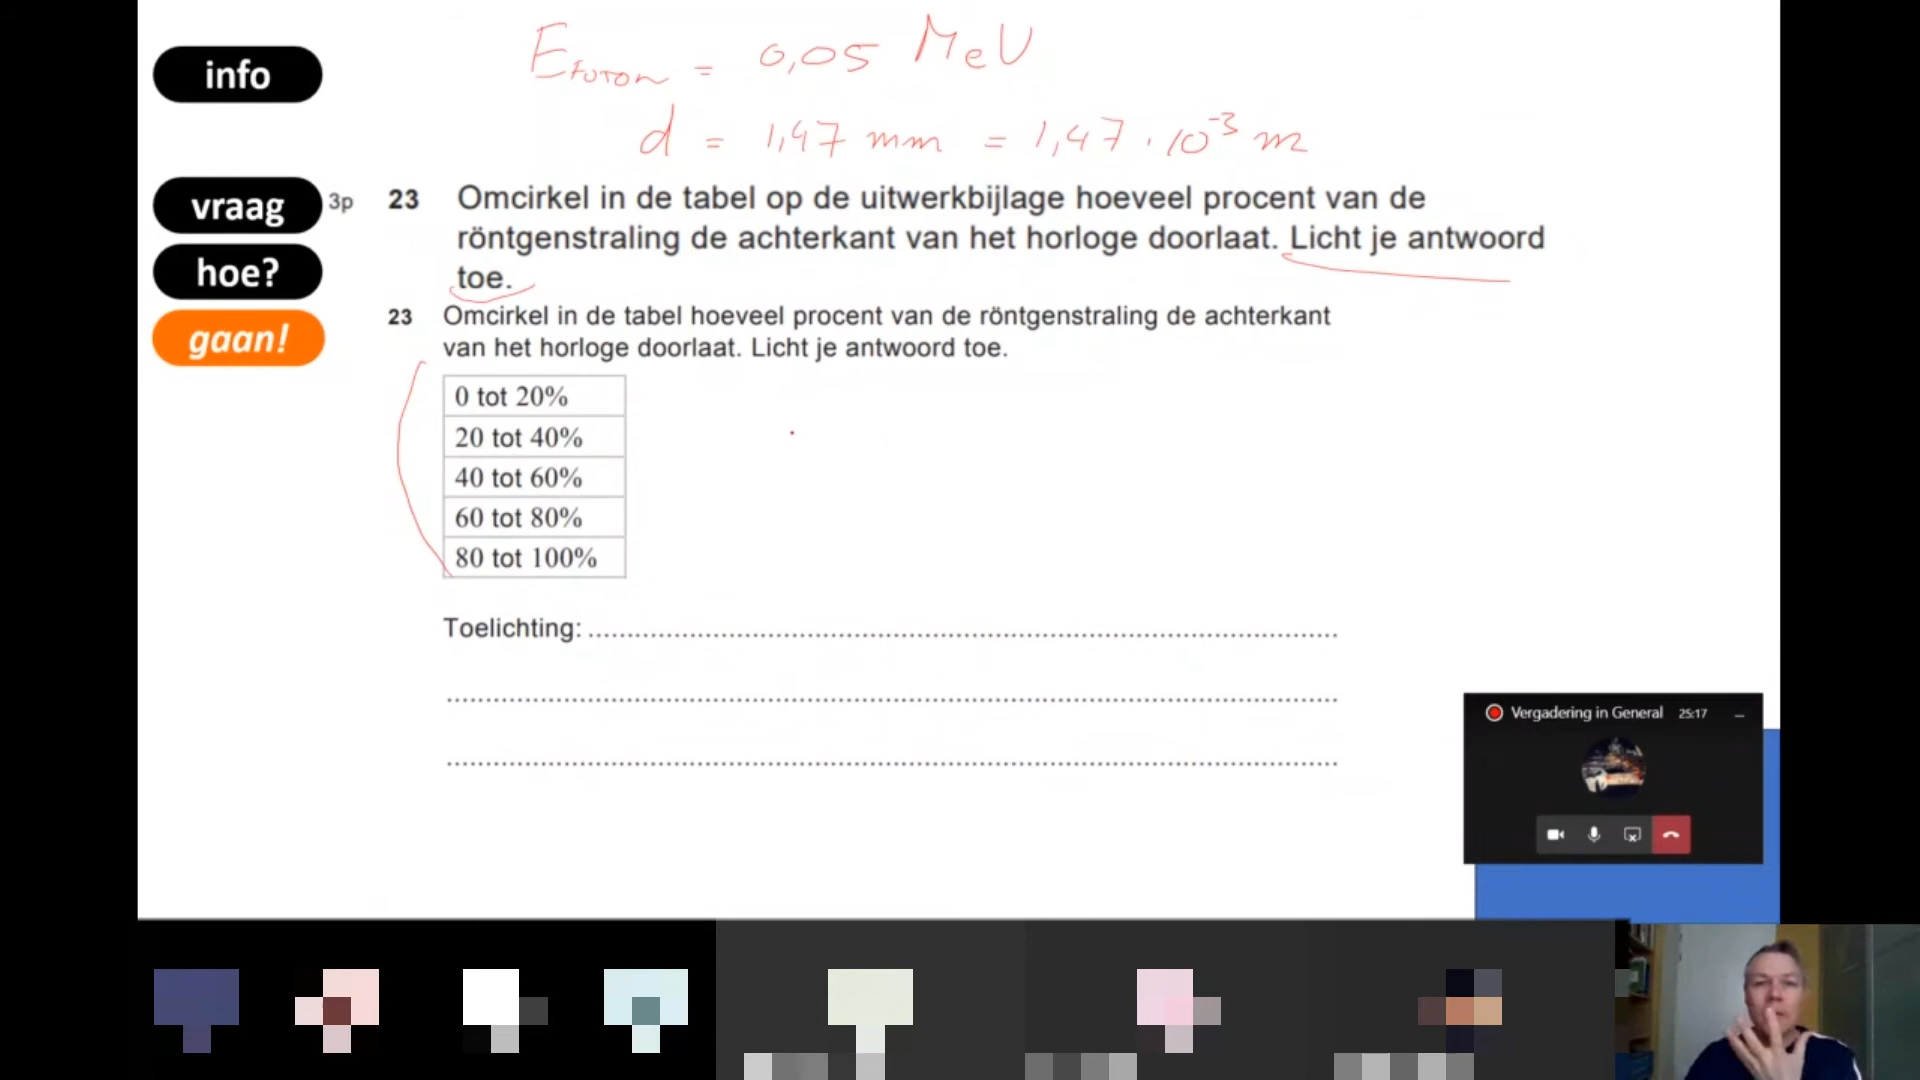 info
E_foton = 0,05 MeV
d = 1,47 mm = 1,47 · 10⁻³ m
vraag
3p 23 Omcirkel in de tabel op de uitwerkbijlage hoeveel procent van de
röntgenstraling de achterkant van het horloge doorlaat. Licht je antwoord
toe.
hoe?
gaan!
23 Omcirkel in de tabel hoeveel procent van de röntgenstraling de achterkant
van het horloge doorlaat. Licht je antwoord toe.
0 tot 20%
20 tot 40%
40 tot 60%
60 tot 80%
80 tot 100%
Toelichting: ................................................................
................................................................
................................................................
Vergadering in General 25:17